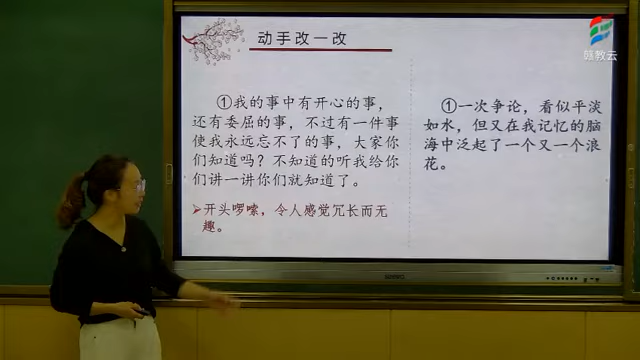 动手改一改
赣教云
①我的事中有开心的事，
还有委屈的事，不过有一件事
使我永远忘不了的事，大家你
们知道吗？不知道的听我给你
们讲一讲你们就知道了。
➢开头啰嗦，令人感觉冗长而无
趣。
①一次争论，看似平淡
如水，但又在我记忆的脑
海中泛起了一个又一个浪
花。